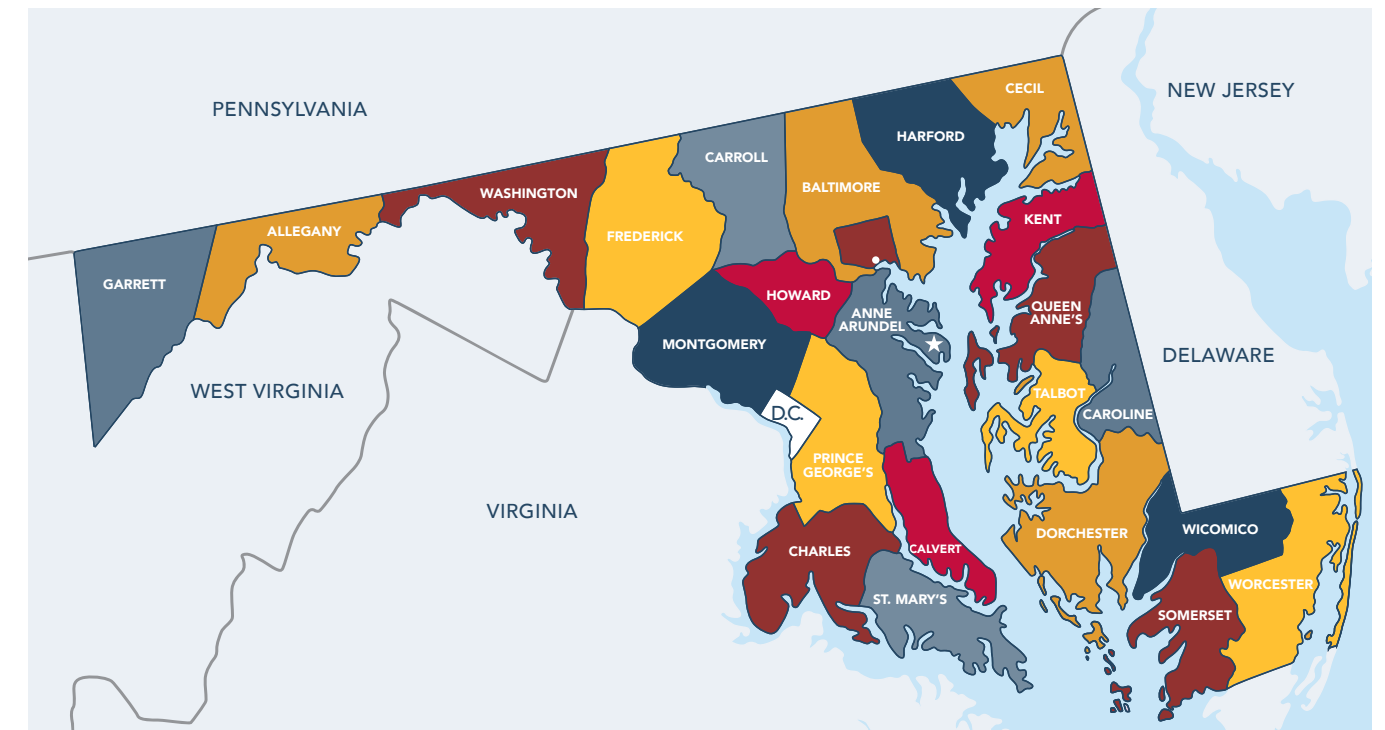 PENNSYLVANIA
NEW JERSEY
CECIL
HARFORD
CARROLL
BALTIMORE
WASHINGTON
KENT
ALLEGANY
FREDERICK
GARRETT
HOWARD
QUEEN
ANNE'S
ANNE
ARUNDEL
MONTGOMERY
DELAWARE
WEST VIRGINIA
TALBOT
D.C.
CAROLINE
PRINCE
GEORGE'S
VIRGINIA
WICOMICO
DORCHESTER
CHARLES
CALVERT
WORCESTER
ST. MARY'S
SOMERSET